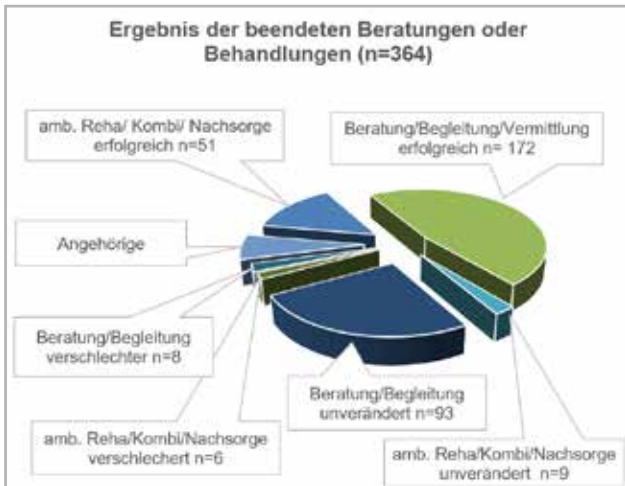 Ergebnis der beendeten Beratungen oder
Behandlungen (n=364)
amb. Reha/ Kombi/ Nachsorge
erfolgreich n=51
Beratung/Begleitung/Vermittlung
erfolgreich n= 172
Angehörige
Beratung/Begleitung
verschlechter n=8
Beratung/Begleitung
unverändert n=93
amb. Reha/Kombi/Nachsorge
verschlechert n=6
amb. Reha/Kombi/Nachsorge
unverändert n=9